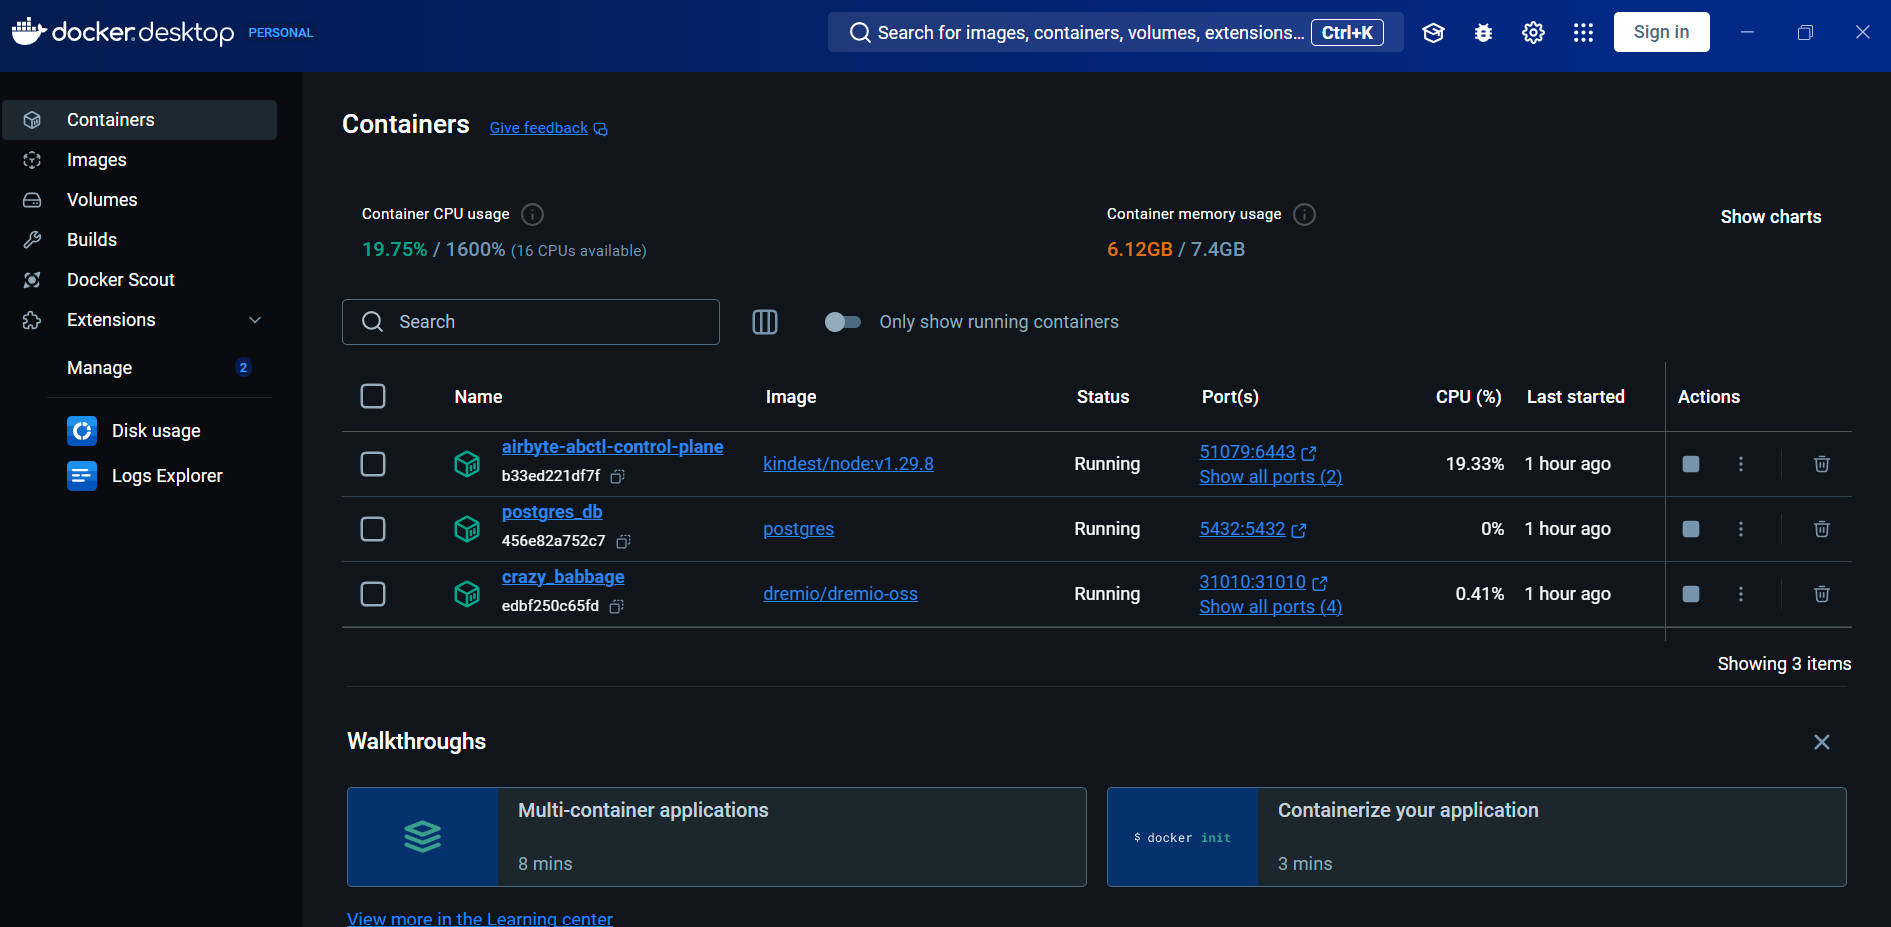 docker.desktop PERSONAL
Search for images, containers, volumes, extensions... Ctrl+K
Sign in
Containers
Images
Volumes
Builds
Docker Scout
Extensions
Manage 2
Disk usage
Logs Explorer
Containers Give feedback
Container CPU usage
19.75% / 1600% (16 CPUs available)
Container memory usage
6.12GB / 7.4GB
Show charts
Search
Only show running containers
Name Image Status Port(s) CPU (%) Last started Actions
airbyte-abctl-control-plane
b33ed221df7f
kindest/node:v1.29.8
Running
51079:6443
Show all ports (2)
19.33%
1 hour ago
postgres_db
456e82a752c7
postgres
Running
5432:5432
0%
1 hour ago
crazy_babbage
edbf250c65fd
dremio/dremio-oss
Running
31010:31010
Show all ports (4)
0.41%
1 hour ago
Showing 3 items
Walkthroughs
Multi-container applications
8 mins
$ docker init
Containerize your application
3 mins
View more in the Learning center